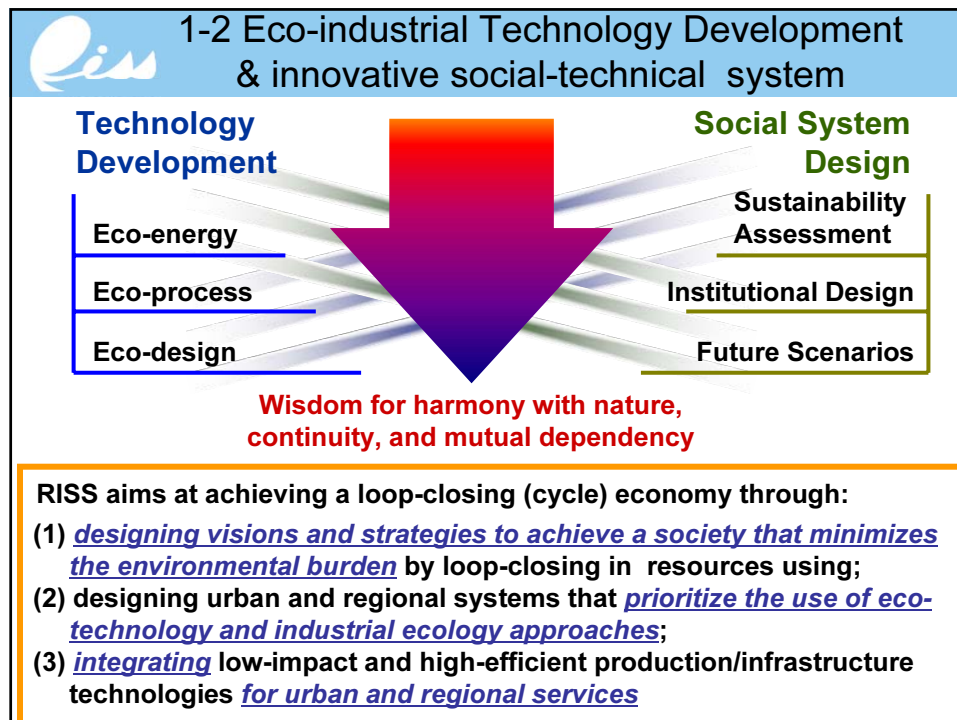 Riss
1-2 Eco-industrial Technology Development
& innovative social-technical system
Technology
Development
Eco-energy
Eco-process
Eco-design
Social System
Design
Sustainability
Assessment
Institutional Design
Future Scenarios
Wisdom for harmony with nature,
continuity, and mutual dependency
RISS aims at achieving a loop-closing (cycle) economy through:
(1) designing visions and strategies to achieve a society that minimizes
the environmental burden by loop-closing in resources using;
(2) designing urban and regional systems that prioritize the use of eco-
technology and industrial ecology approaches;
(3) integrating low-impact and high-efficient production/infrastructure
technologies for urban and regional services